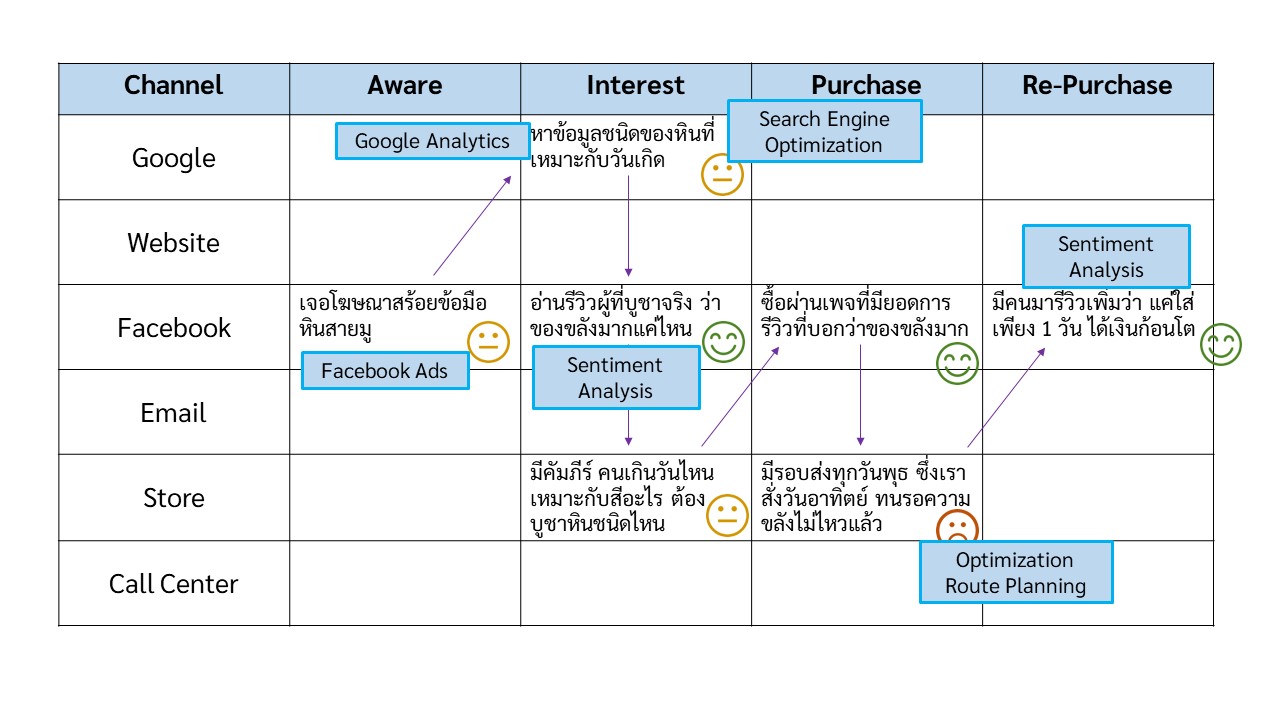 Channel
Aware
Interest
Purchase
Re-Purchase
Google
Google Analytics
หาข้อมูลชนิดของหินที่
เหมาะกับวันเกิด
Search Engine
Optimization
Website
Sentiment
Analysis
Facebook
เจอโฆษณาสร้อยข้อมือ
หินสายมู
Facebook Ads
อ่านรีวิวผู้ที่บูชาจริง ว่า
ของขลังมากแค่ไหน
Sentiment
Analysis
ซื้อผ่านเพจที่มียอดการ
รีวิวที่บอกว่าของขลังมาก
มีคนมารีวิวเพิ่มว่า แค่ใส่
เพียง 1 วัน ได้เงินก้อนโต
Email
Store
มีคัมภีร์ คนเกินวันไหน
เหมาะกับสีอะไร ต้อง
บูชาหินชนิดไหน
มีรอบส่งทุกวันพุธ ซึ่งเรา
สั่งวันอาทิตย์ ทนรอความ
ขลังไม่ไหวแล้ว
Call Center
Optimization
Route Planning